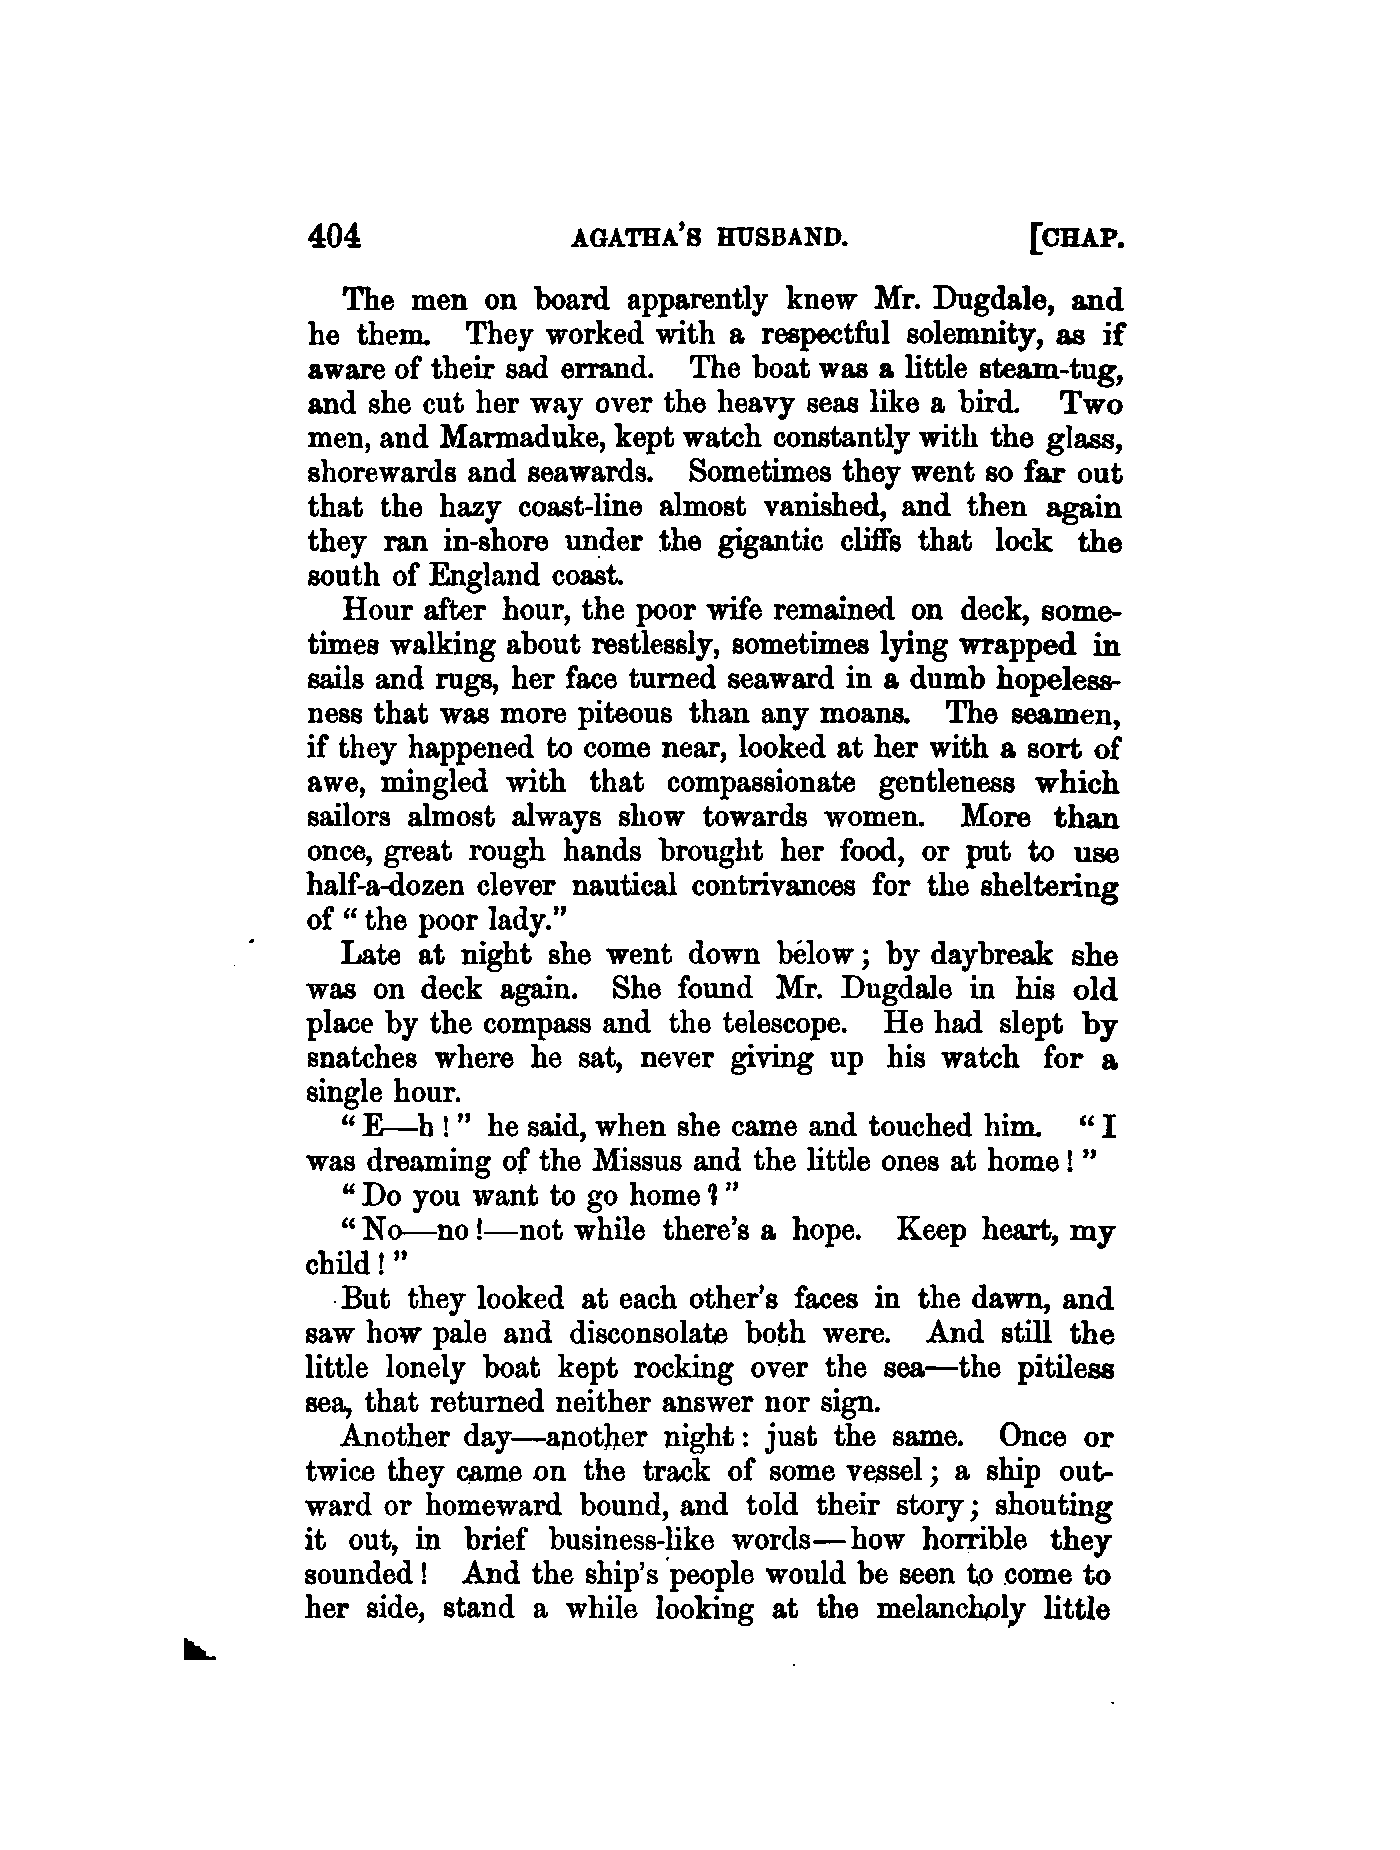 404 AGATHA'S HUSBAND. [CHAP.
The men on board apparently knew Mr. Dugdale, and
he them. They worked with a respectful solemnity, as if
aware of their sad errand. The boat was a little steam-tug,
and she cut her way over the heavy seas like a bird. Two
men, and Marmaduke, kept watch constantly with the glass,
shorewards and seawards. Sometimes they went so far out
that the hazy coast-line almost vanished, and then again
they ran in-shore under the gigantic cliffs that lock the
south of England coast.
Hour after hour, the poor wife remained on deck, some-
times walking about restlessly, sometimes lying wrapped in
sails and rugs, her face turned seaward in a dumb hopeless-
ness that was more piteous than any moans. The seamen,
if they happened to come near, looked at her with a sort of
awe, mingled with that compassionate gentleness which
sailors almost always show towards women. More than
once, great rough hands brought her food, or put to use
half-a-dozen clever nautical contrivances for the sheltering
of "the poor lady."
Late at night she went down below; by daybreak she
was on deck again. She found Mr. Dugdale in his old
place by the compass and the telescope. He had slept by
snatches where he sat, never giving up his watch for a
single hour.
"E—h!" he said, when she came and touched him. "I
was dreaming of the Missus and the little ones at home!"
"Do you want to go home?"
"No—no!—not while there's a hope. Keep heart, my
child!"
But they looked at each other's faces in the dawn, and
saw how pale and disconsolate both were. And still the
little lonely boat kept rocking over the sea—the pitiless
sea, that returned neither answer nor sign.
Another day—another night: just the same. Once or
twice they came on the track of some vessel; a ship out-
ward or homeward bound, and told their story; shouting
it out, in brief business-like words—how horrible they
sounded! And the ship's people would be seen to come to
her side, stand a while looking at the melancholy little